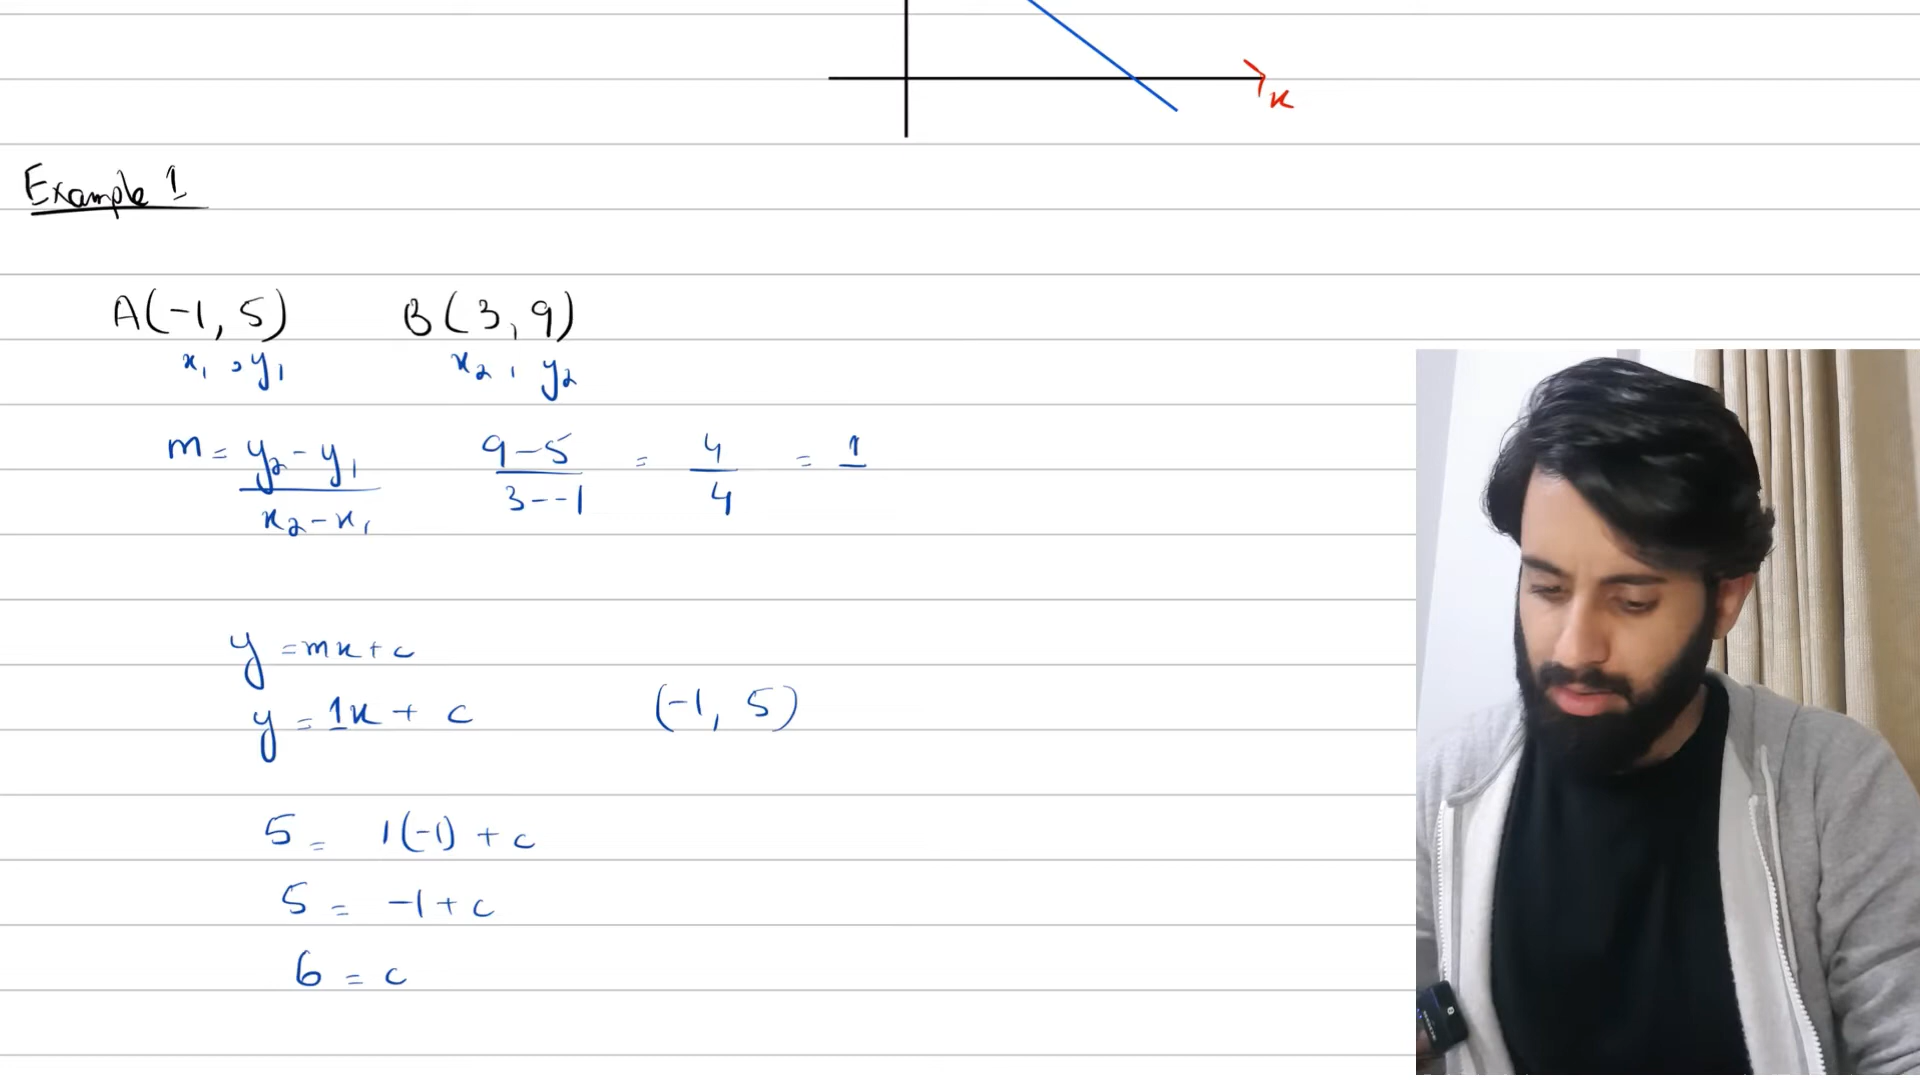 x
Example 1
A(-1, 5) B(3, 9)
x₁, y₁ x₂, y₂
m = y₂ - y₁ / x₂ - x₁ 9-5 / 3--1 = 4/4 = 1
y = mx + c
y = 1x + c (-1, 5)
5 = 1(-1) + c
5 = -1 + c
6 = c